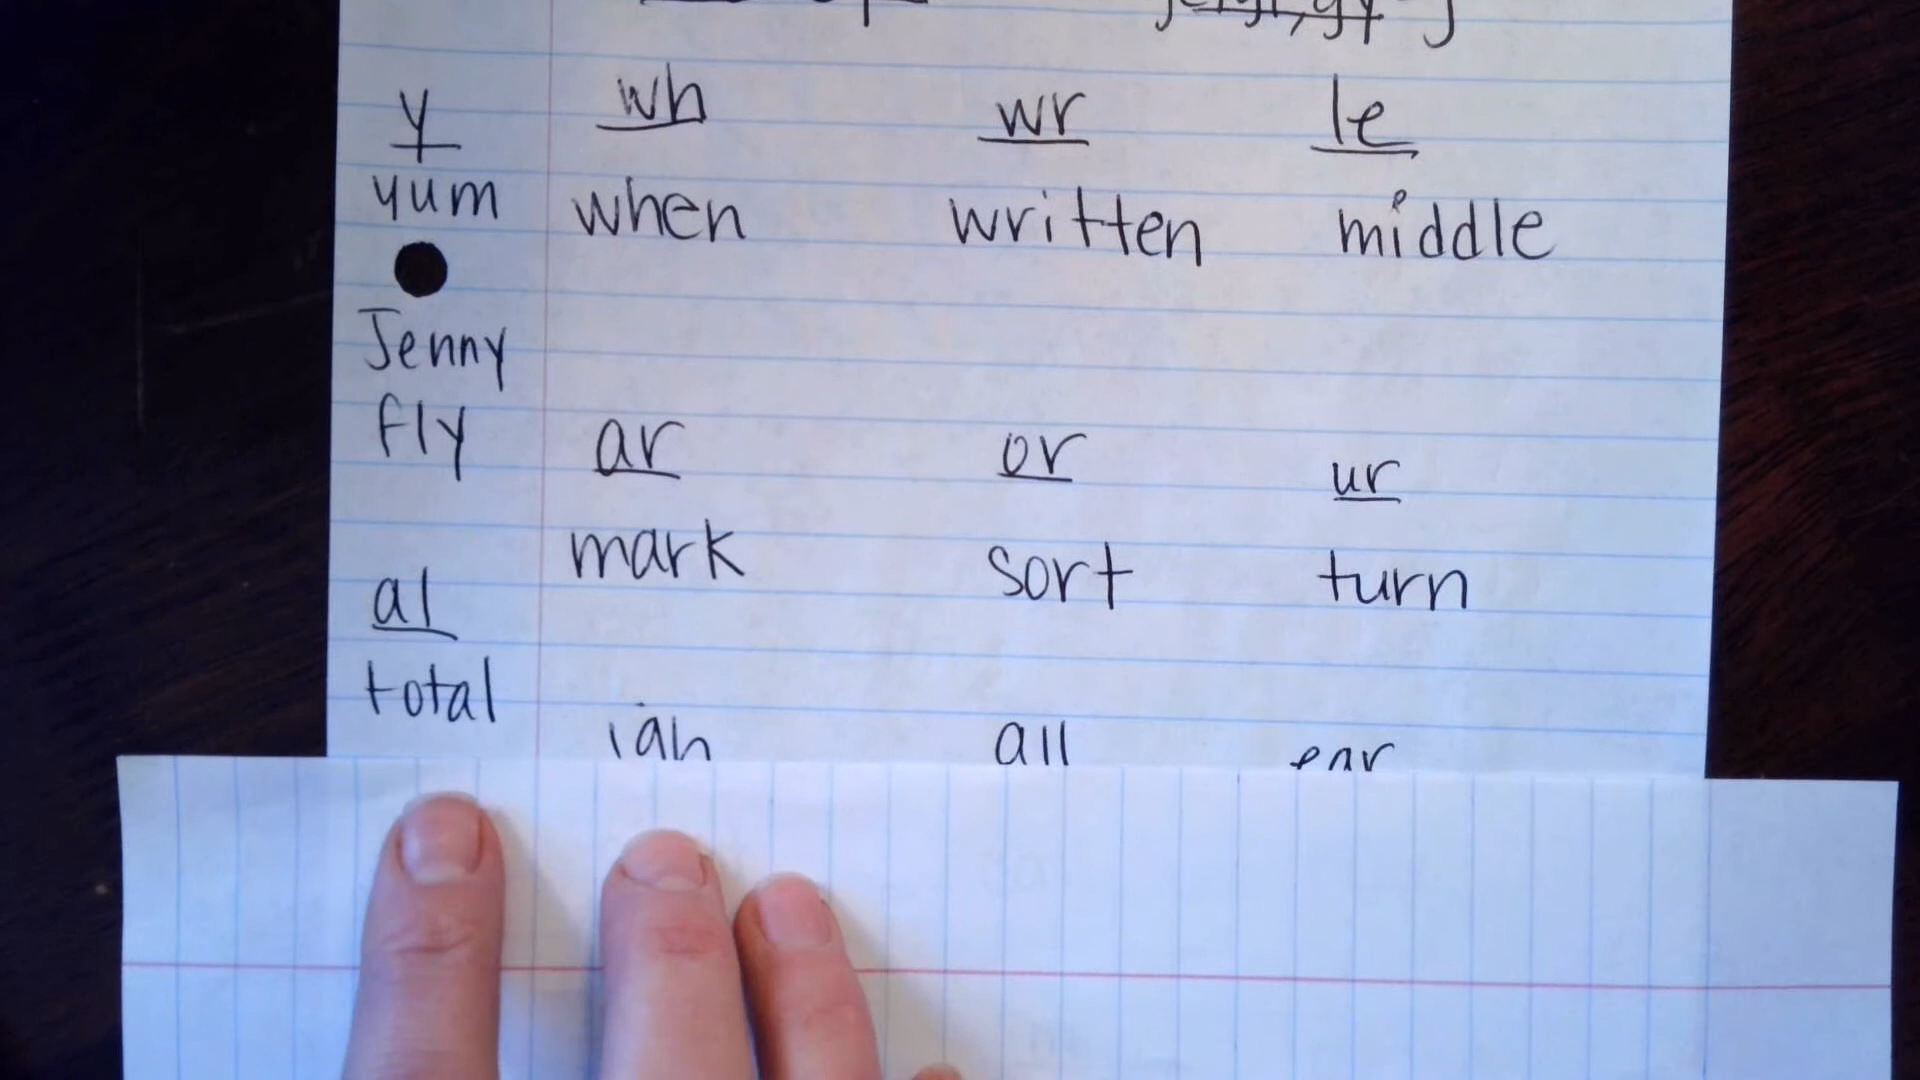 y wh wr le
yum when written middle
Jenny
fly ar or ur
mark sort turn
al
total
all